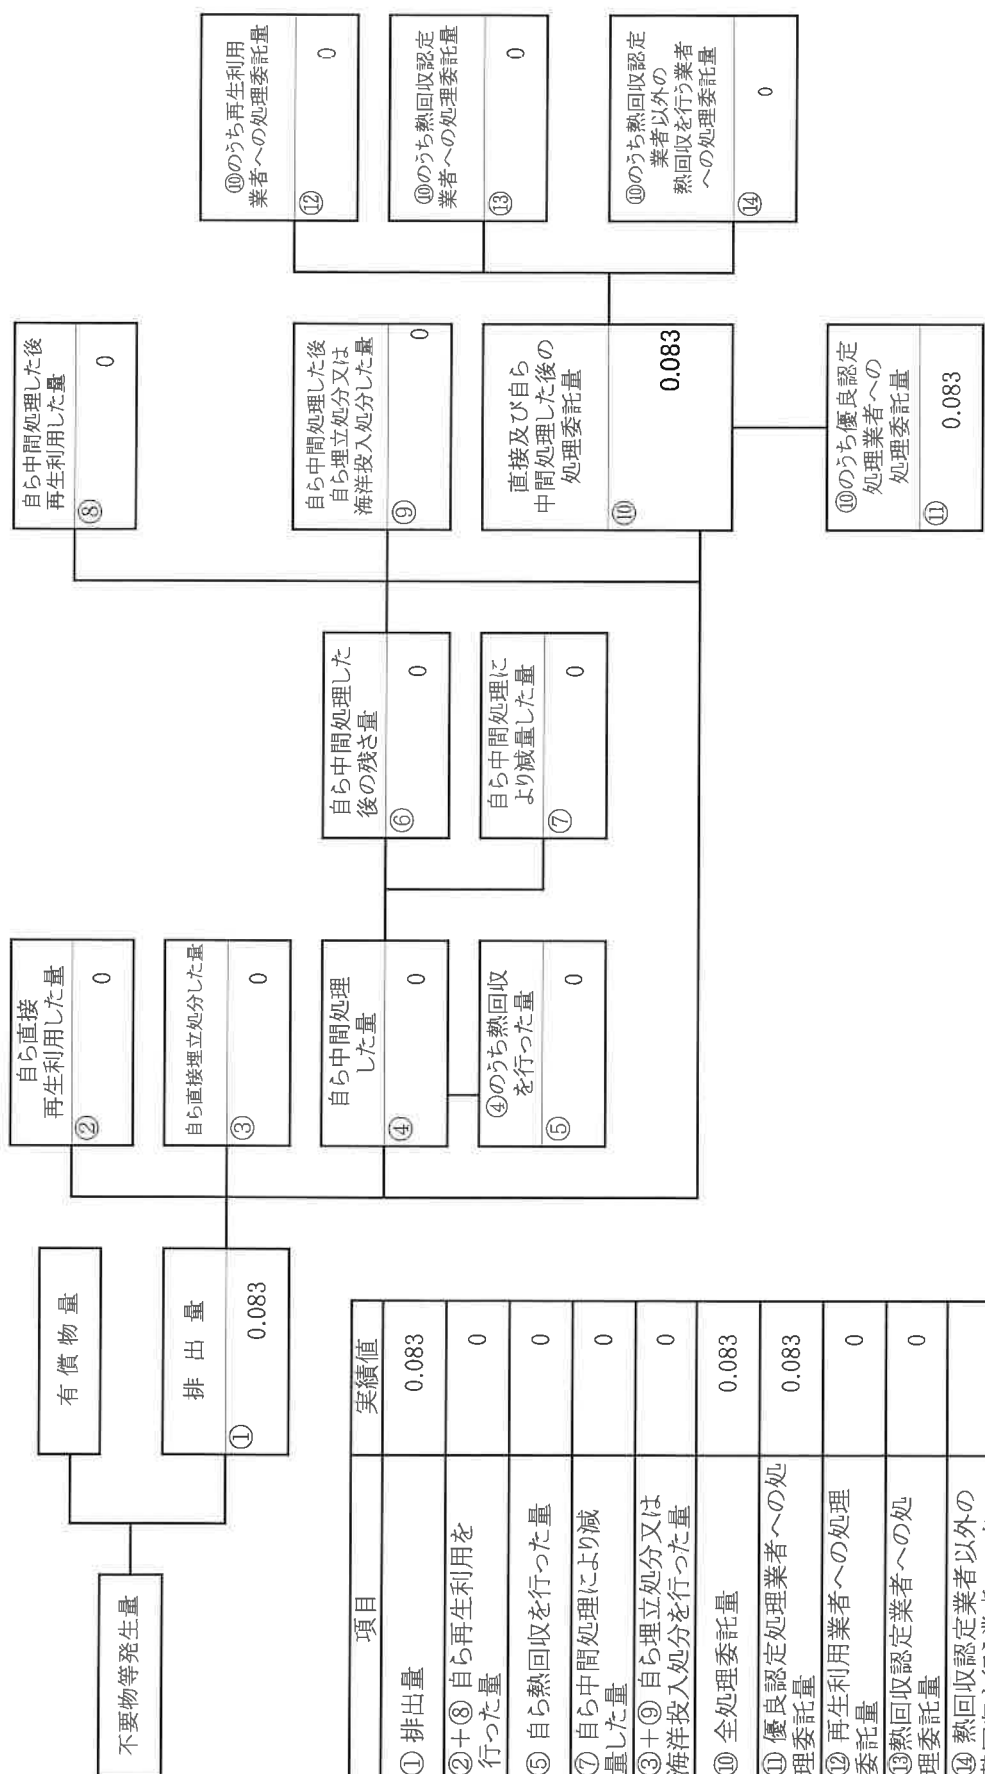 不要物等発生量
有償物量
排出量
①
0.083
自ら直接
再生利用した量
②
0
自ら直接埋立処分した量
③
0
自ら中間処理
した量
④
0
④のうち熱回収
を行った量
⑤
0
自ら中間処理した
後の残さ量
⑥
0
自ら中間処理に
より減量した量
⑦
0
自ら中間処理した後
再生利用した量
⑧
0
自ら中間処理した後
自ら埋立処分又は
海洋投入処分した量
⑨
0
直接及び自ら
中間処理した後の
処理委託量
⑩
0.083
⑩のうち優良認定
処理業者への
処理委託量
⑪
0.083
⑩のうち再生利用
業者への処理委託量
⑫
0
⑩のうち熱回収認定
業者への処理委託量
⑬
0
⑩のうち熱回収認定
業者以外の
熱回収を行う業者
への処理委託量
⑭
0
項目
実績値
①排出量
0.083
②+⑧ 自ら再生利用を
行った量
0
⑤ 自ら熱回収を行った量
0
⑦ 自ら中間処理により減
量した量
0
③+⑨ 自ら埋立処分又は
海洋投入処分を行った量
0
⑩ 全処理委託量
0.083
⑪ 優良認定処理業者への処
理委託量
0.083
⑫ 再生利用業者への処理
委託量
0
⑬熱回収認定業者への処
理委託量
0
⑭ 熱回収認定業者以外の